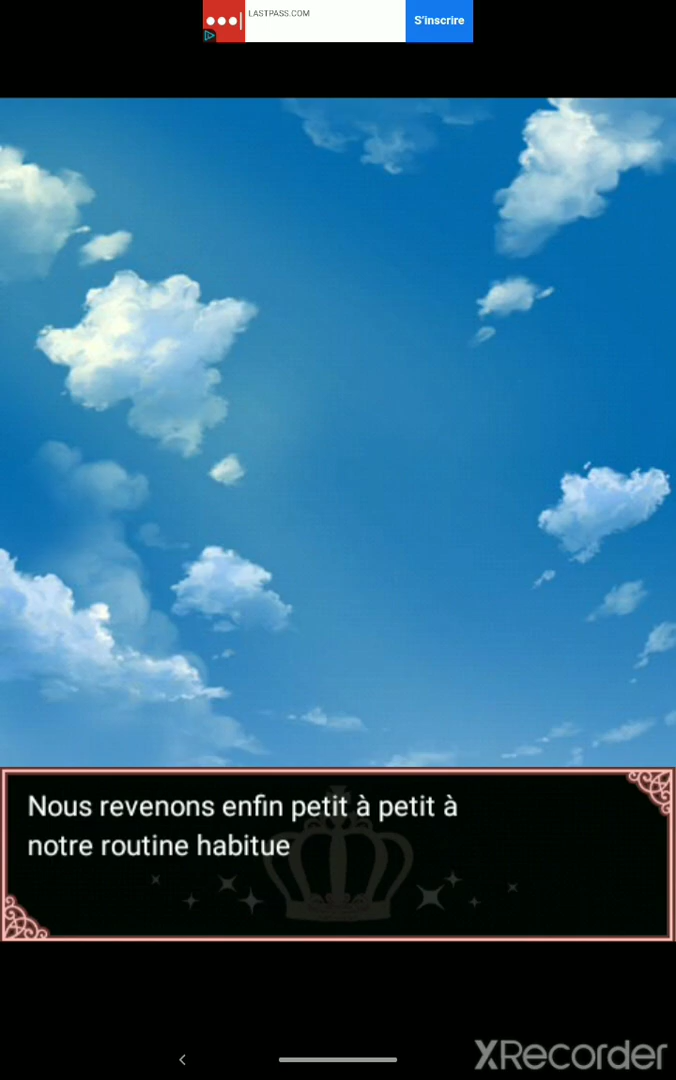 LASTPASS.COM
S'inscrire
Nous revenons enfin petit à petit à
notre routine habitue
XRecorder